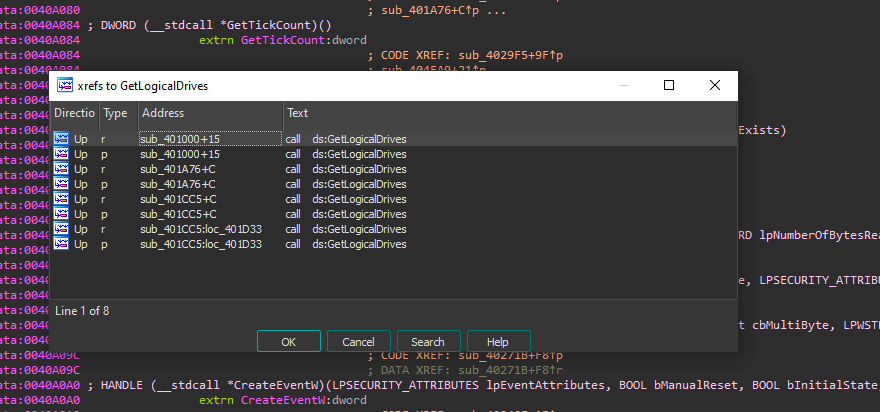 ata:0040A080 ; sub_401A76+C↑p ...
ata:0040A084 ; DWORD (__stdcall *GetTickCount)()
ata:0040A084 extrn GetTickCount:dword
ata:0040A084 ; CODE XREF: sub_4029F5+9F↑p
xrefs to GetLogicalDrives
Directio Type Address Text
Up r sub_401000+15 call ds:GetLogicalDrives
Exists)
Up p sub_401000+15 call ds:GetLogicalDrives
Up r sub_401A76+C call ds:GetLogicalDrives
Up p sub_401A76+C call ds:GetLogicalDrives
Up r sub_401CC5+C call ds:GetLogicalDrives
Up p sub_401CC5+C call ds:GetLogicalDrives
Up r sub_401CC5:loc_401D33 call ds:GetLogicalDrives
RD lpNumberOfBytesRea
Up p sub_401CC5:loc_401D33 call ds:GetLogicalDrives
e, LPSECURITY_ATTRIBU
Line 1 of 8
t cbMultiByte, LPWST
OK Cancel Search Help
ata:0040A09C ; CODE XREF: sub_40271B+F8↑p
ata:0040A09C ; DATA XREF: sub_40271B+F8↑r
ata:0040A0A0 ; HANDLE (__stdcall *CreateEventW)(LPSECURITY_ATTRIBUTES lpEventAttributes, BOOL bManualReset, BOOL bInitialState,
ata:0040A0A0 extrn CreateEventW:dword